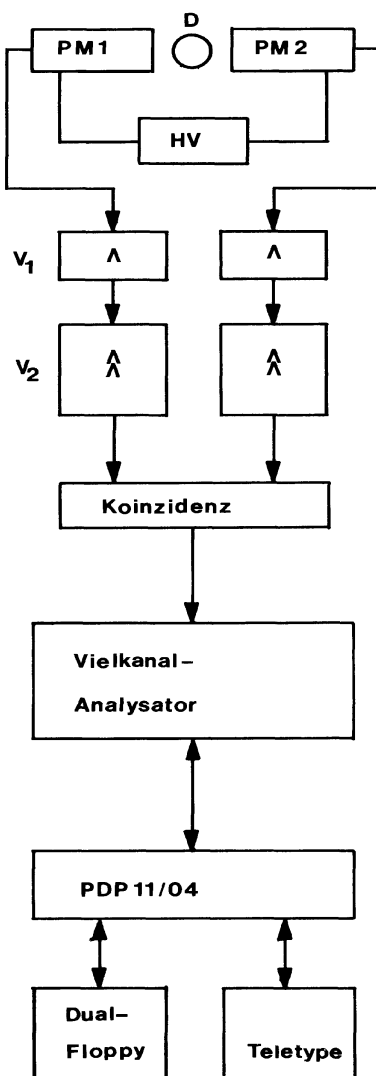 D
PM1 PM2
HV
V1 ʌ ʌ
V2 ʌ ʌ
ʌ ʌ
Koinzidenz
Vielkanal-
Analysator
PDP 11/04
Dual-
Floppy Teletype